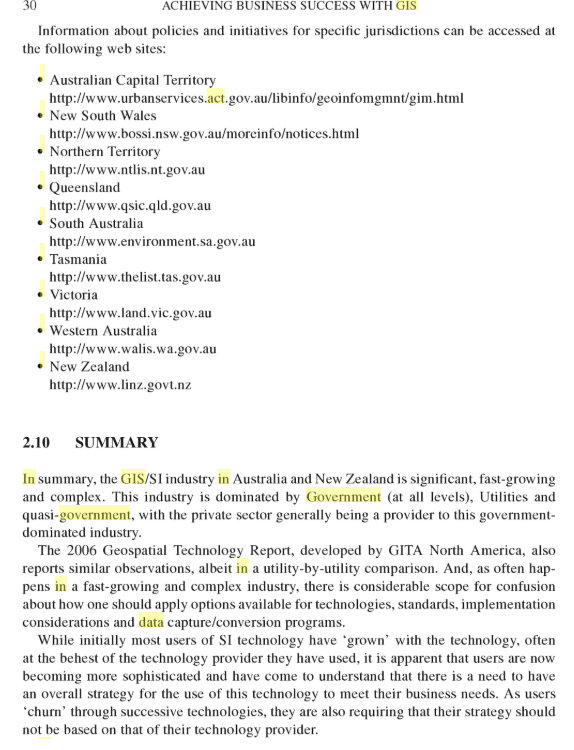 30 ACHIEVING BUSINESS SUCCESS WITH GIS
Information about policies and initiatives for specific jurisdictions can be accessed at
the following web sites:
• Australian Capital Territory
http://www.urbanservices.act.gov.au/libinfo/geoinfomgmnt/gim.html
• New South Wales
http://www.bossi.nsw.gov.au/moreinfo/notices.html
• Northern Territory
http://www.ntlis.nt.gov.au
• Queensland
http://www.qsic.qld.gov.au
• South Australia
http://www.environment.sa.gov.au
• Tasmania
http://www.thelist.tas.gov.au
• Victoria
http://www.land.vic.gov.au
• Western Australia
http://www.walis.wa.gov.au
• New Zealand
http://www.linz.govt.nz
2.10 SUMMARY
In summary, the GIS/SI industry in Australia and New Zealand is significant, fast-growing
and complex. This industry is dominated by Government (at all levels), Utilities and
quasi-government, with the private sector generally being a provider to this government-
dominated industry.
The 2006 Geospatial Technology Report, developed by GITA North America, also
reports similar observations, albeit in a utility-by-utility comparison. And, as often hap-
pens in a fast-growing and complex industry, there is considerable scope for confusion
about how one should apply options available for technologies, standards, implementation
considerations and data capture/conversion programs.
While initially most users of SI technology have ‘grown’ with the technology, often
at the behest of the technology provider they have used, it is apparent that users are now
becoming more sophisticated and have come to understand that there is a need to have
an overall strategy for the use of this technology to meet their business needs. As users
‘churn’ through successive technologies, they are also requiring that their strategy should
not be based on that of their technology provider.